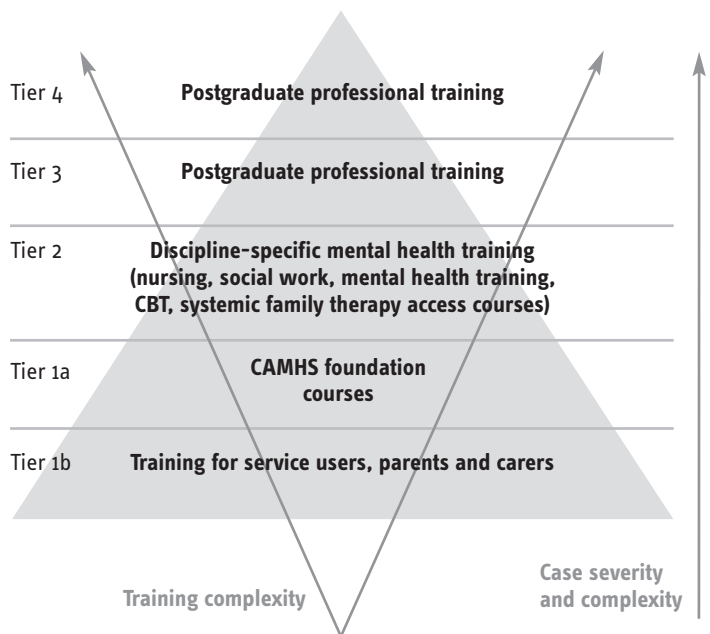 Tier 4
Postgraduate professional training
Tier 3
Postgraduate professional training
Tier 2
Discipline-specific mental health training
(nursing, social work, mental health training,
CBT, systemic family therapy access courses)
Tier 1a
CAMHS foundation
courses
Tier 1b
Training for service users, parents and carers
Training complexity
Case severity
and complexity